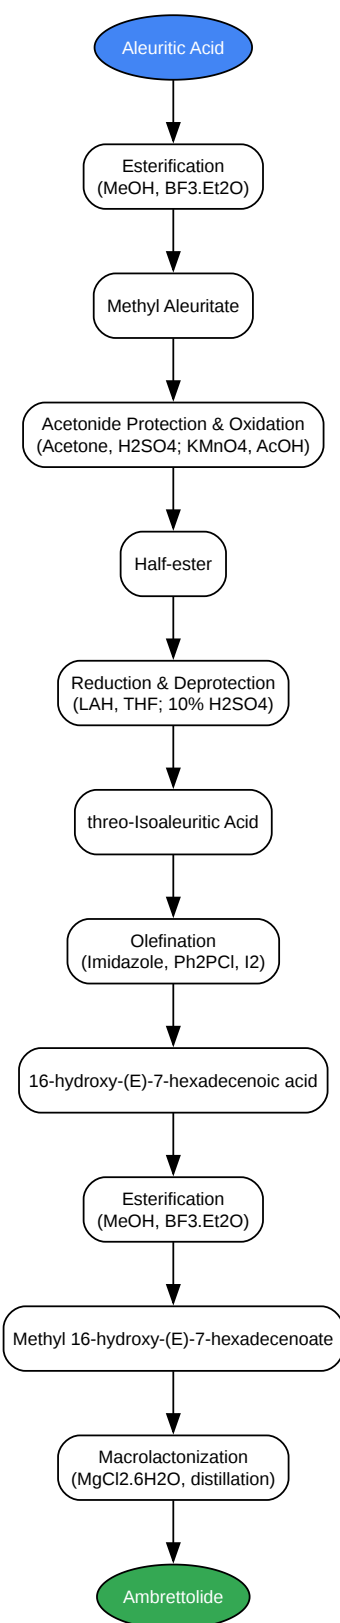 Aleuritic Acid
Esterification
(MeOH, BF3.Et2O)
Methyl Aleuritate
Acetonide Protection & Oxidation
(Acetone, H2SO4; KMnO4, AcOH)
Half-ester
Reduction & Deprotection
(LAH, THF; 10% H2SO4)
threo-Isoaleuritic Acid
Olefination
(Imidazole, Ph2PCl, I2)
16-hydroxy-(E)-7-hexadecenoic acid
Esterification
(MeOH, BF3.Et2O)
Methyl 16-hydroxy-(E)-7-hexadecenoate
Macrolactonization
(MgCl2.6H2O, distillation)
Ambrettolide